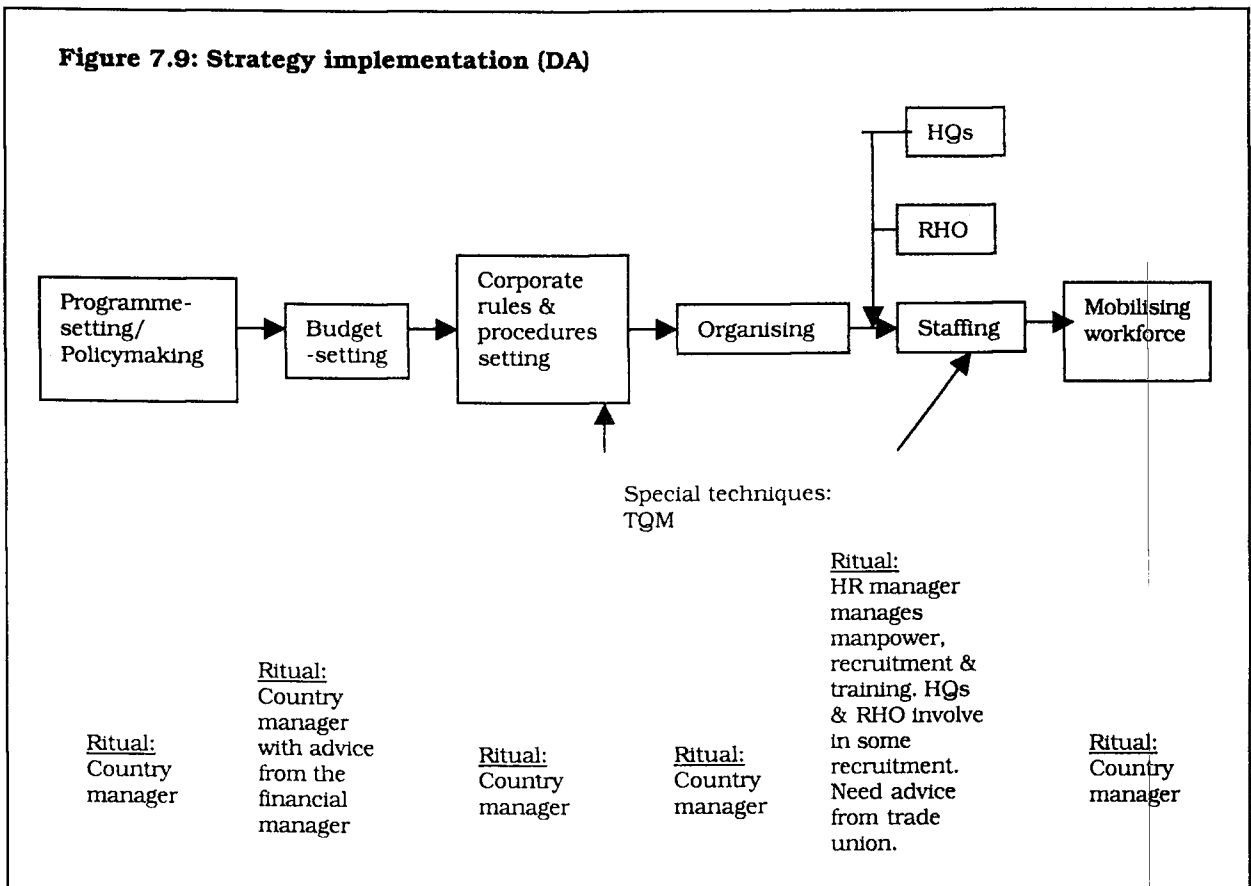 Figure 7.9: Strategy implementation (DA)
HQs
RHO
Programme-
setting/
Policymaking
Budget
-setting
Corporate
rules &
procedures
setting
Organising
Staffing
Mobilising
workforce
Special techniques:
TQM
Ritual:
Country
manager
Ritual:
Country
manager
with advice
from the
financial
manager
Ritual:
Country
manager
Ritual:
Country
manager
Ritual:
HR manager
manages
manpower,
recruitment &
training. HQs
& RHO involve
in some
recruitment.
Need advice
from trade
union.
Ritual:
Country
manager